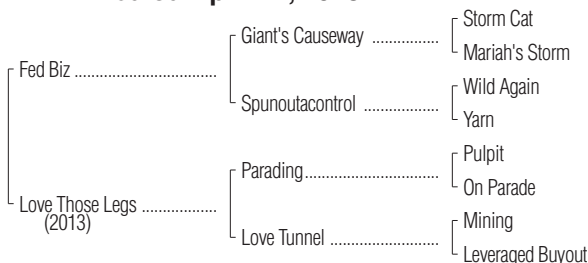 Giant's Causeway ..................
Storm Cat
Mariah's Storm
Fed Biz ......................................
Spunoutacontrol ...................
Wild Again
Yarn
Parading...................................
Pulpit
On Parade
Love Those Legs ....................
(2013)
Love Tunnel .............................
Mining
Leveraged Buyout